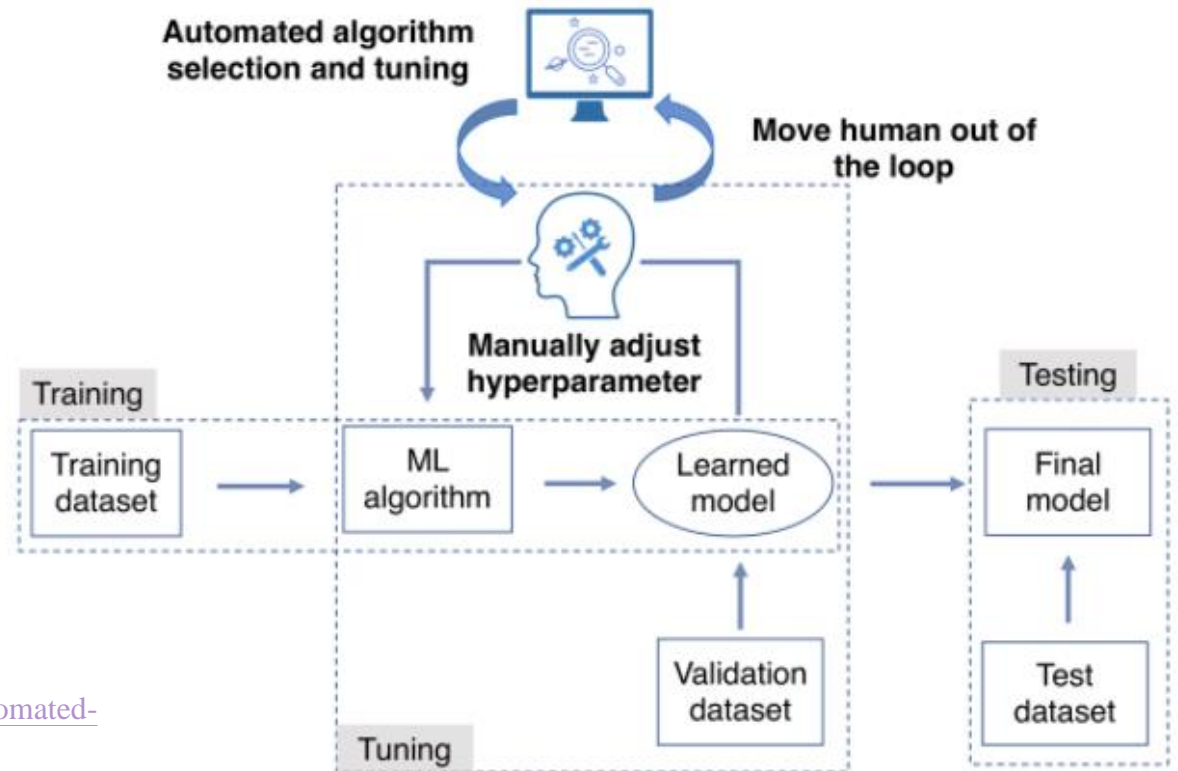 Automated algorithm
selection and tuning
Move human out of
the loop
Manually adjust
hyperparameter
Training
Testing
Training
dataset
ML
algorithm
Learned
model
Final
model
Validation
dataset
Test
dataset
omated-
Tuning